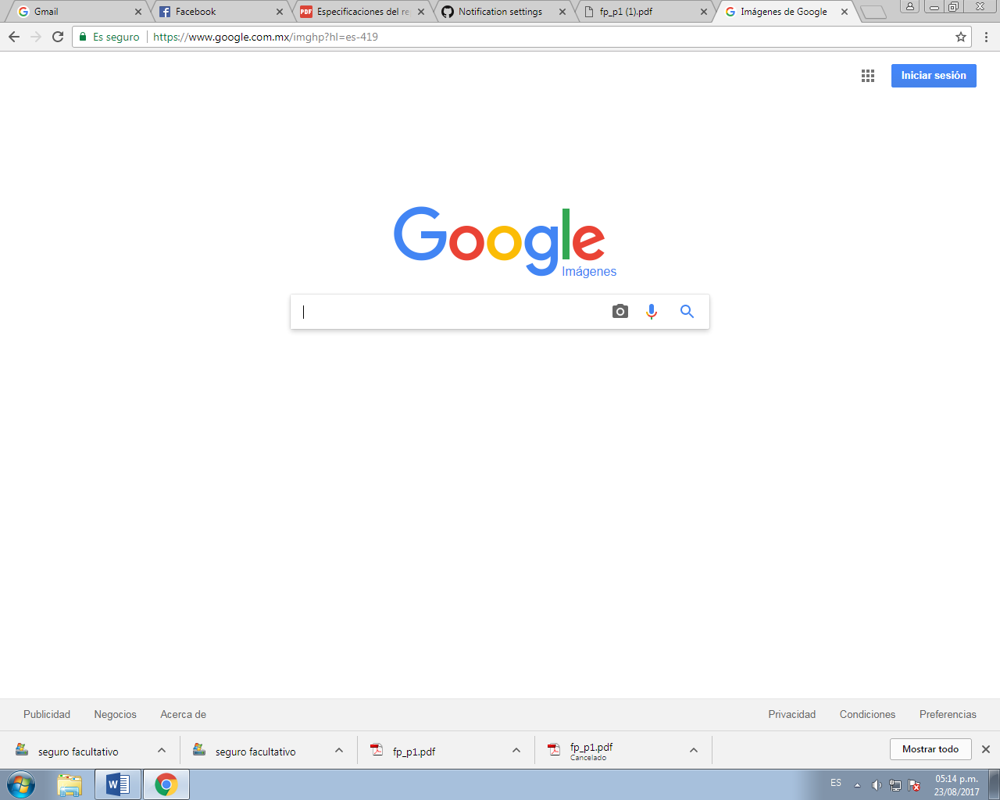 Gmail
Facebook
PDF
Especificaciones del re
Notification settings
fp_p1 (1).pdf
Imágenes de Google
Es seguro
https://www.google.com.mx/imghp?hl=es-419
Iniciar sesión
Google
Imágenes
Publicidad
Negocios
Acerca de
Privacidad
Condiciones
Preferencias
seguro facultativo
seguro facultativo
fp_p1.pdf
fp_p1.pdf
Cancelado
Mostrar todo
ES
05:14 p.m.
23/08/2017